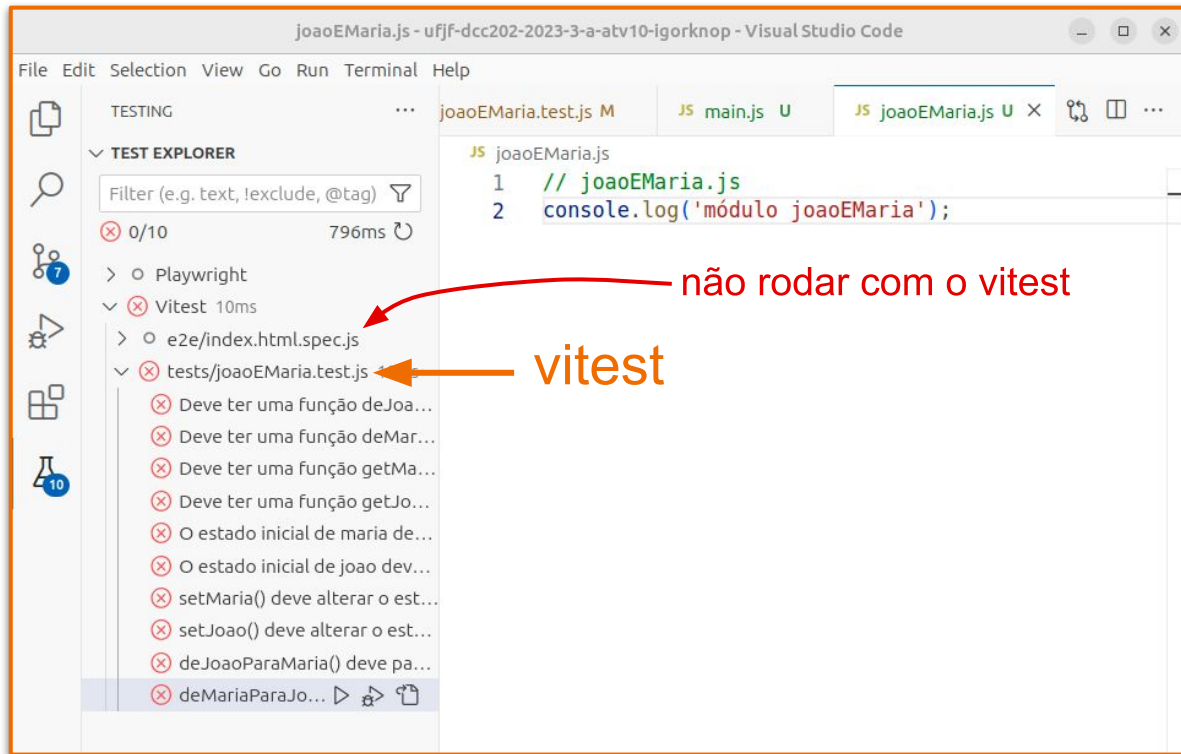 joaoEMaria.js - ufjf-dcc202-2023-3-a-atv10-igorknop - Visual Studio Code
File Edit Selection View Go Run Terminal Help
TESTING
joaoEMaria.test.js M
JS main.js U
JS joaoEMaria.js U
TEST EXPLORER
JS joaoEMaria.js
Filter (e.g. text, !exclude, @tag)
1 // joaoEMaria.js
2 console.log('módulo joaoEMaria');
0/10 796ms
7
Playwright
não rodar com o vitest
Vitest 10ms
e2e/index.html.spec.js
vitest
tests/joaoEMaria.test.js
Deve ter uma função deJoa...
Deve ter uma função deMar...
Deve ter uma função getMa...
10
Deve ter uma função getJo...
O estado inicial de maria de...
O estado inicial de joao dev...
setMaria() deve alterar o est...
setJoao() deve alterar o est...
deJoaoParaMaria() deve pa...
deMariaParaJo...